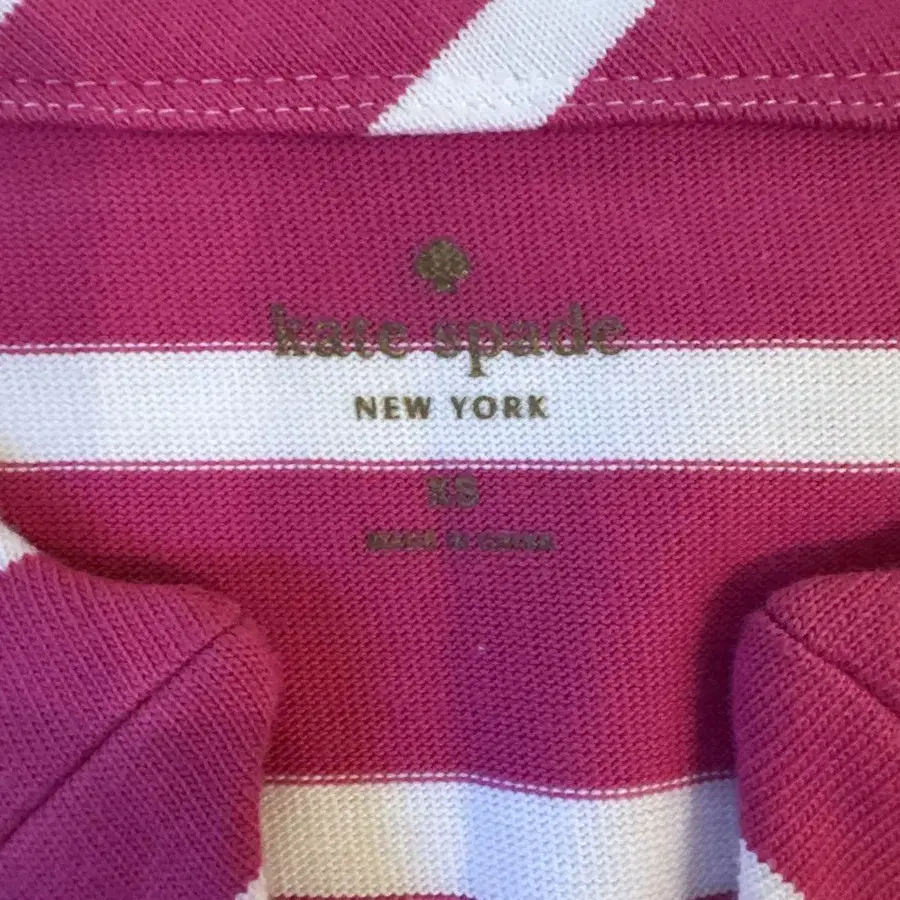 kate spade
NEW YORK
XS
MADE IN CHINA